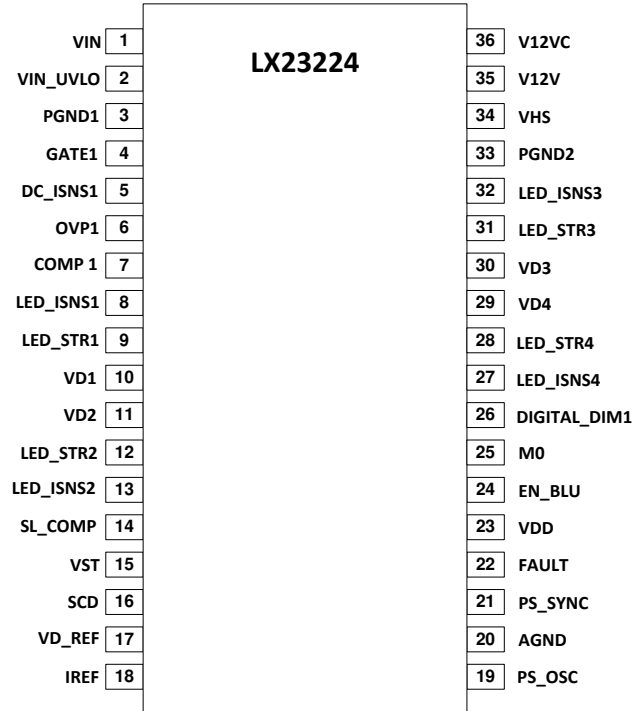 LX23224
VIN 1 36 V12VC
VIN_UVLO 2 35 V12V
PGND1 3 34 VHS
GATE1 4 33 PGND2
DC_ISNS1 5 32 LED_ISNS3
OVP1 6 31 LED_STR3
COMP 1 7 30 VD3
LED_ISNS1 8 29 VD4
LED_STR1 9 28 LED_STR4
VD1 10 27 LED_ISNS4
VD2 11 26 DIGITAL_DIM1
LED_STR2 12 25 M0
LED_ISNS2 13 24 EN_BLU
SL_COMP 14 23 VDD
VST 15 22 FAULT
SCD 16 21 PS_SYNC
VD_REF 17 20 AGND
IREF 18 19 PS_OSC